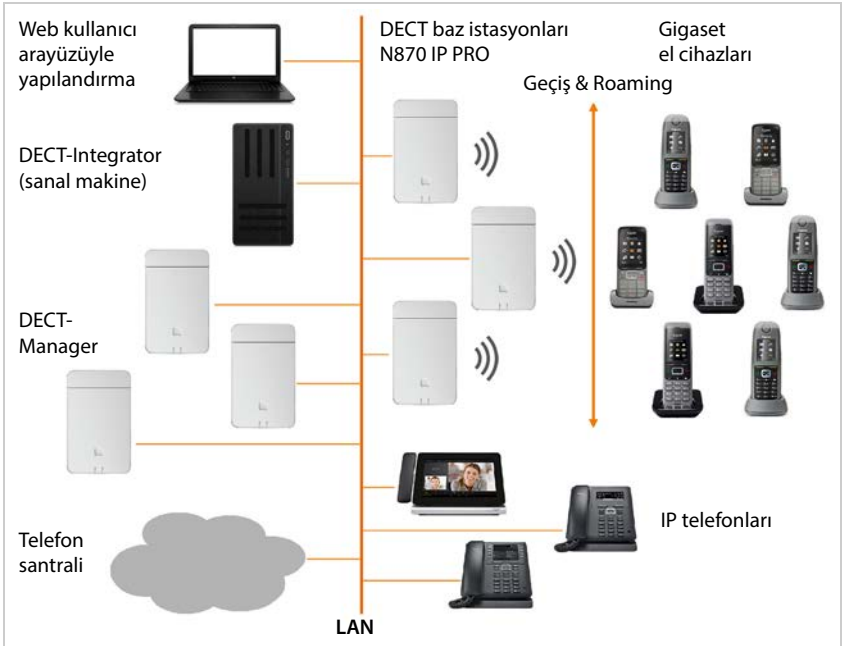 Web kullanıcı
arayüzüyle
yapılandırma
DECT baz istasyonları
N870 IP PRO
Gigaset
el cihazları
Geçiş & Roaming
DECT-Integrator
(sanal makine)
DECT-
Manager
Telefon
santrali
IP telefonları
LAN